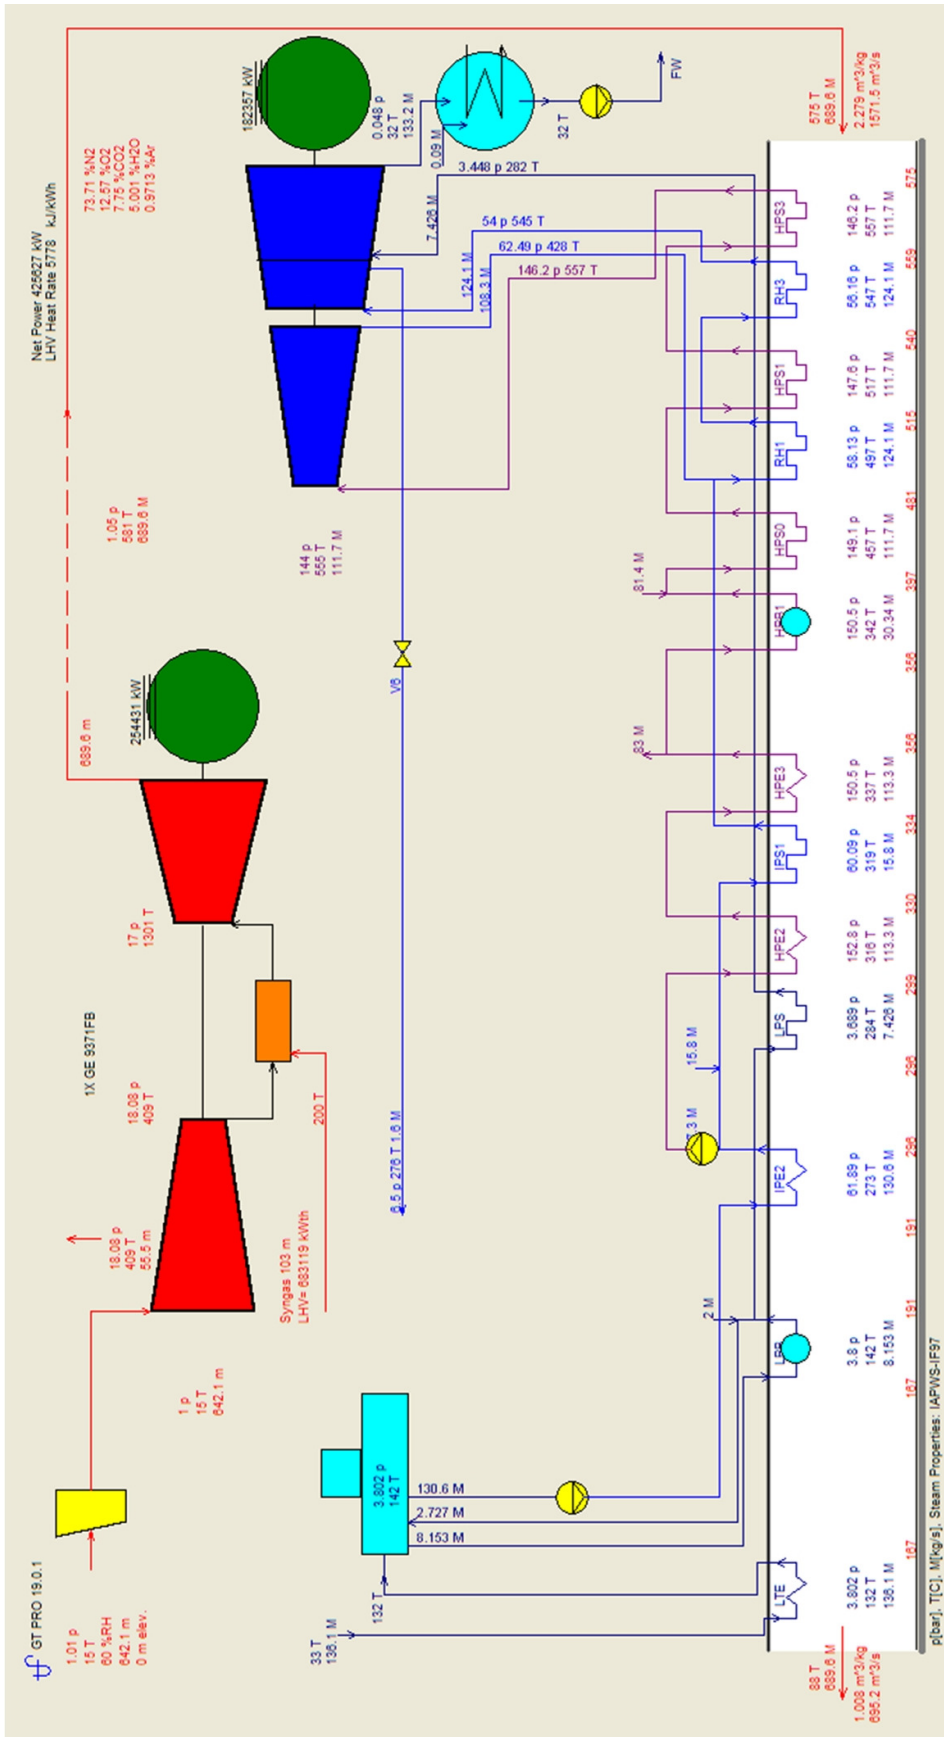 GT PRO 19.0.1
1.01 p
15 T
60 %RH
642.1 m
0 m elev.
1 p
15 T
642.1 m
18.08 p
409 T
55.5 m
1X GE 9371FB
18.08 p
409 T
17 p
1301 T
Syngas 103 m
LHV= 683119 kWth
200 T
254431 kW
689.6 m
1.05 p
581 T
689.6 M
Net Power 425627 kW
LHV Heat Rate 5778 kJ/kWh
73.71 %N2
12.57 %O2
7.75 %CO2
5.001 %H2O
0.9713 %Ar
182357 kW
0.048 p
32 T
133.2 M
0.09 M
32 T
FW
144 p
555 T
111.7 M
7.426 M
3.448 p 282 T
124.1 M
54 p 545 T
108.3 M
62.49 p 428 T
146.2 p 557 T
V6
6.5 p 276 T 1.6 M
3.802 p
142 T
130.6 M
2.727 M
8.153 M
132 T
33 T
136.1 M
2 M
.3 M
15.8 M
83 M
81.4 M
575 T
689.6 M
2.279 m^3/kg
1571.5 m^3/s
LTE
IPE2
LPS
HPE2
IPS1
HPE3
HPB1
HPS0
RH1
HPS1
RH3
HPS3
3.802 p
132 T
136.1 M
3.8 p
142 T
8.153 M
61.89 p
273 T
130.6 M
3.689 p
284 T
7.426 M
152.8 p
316 T
113.3 M
60.09 p
319 T
15.8 M
150.5 p
337 T
113.3 M
150.5 p
342 T
30.34 M
149.1 p
457 T
111.7 M
58.13 p
497 T
124.1 M
147.6 p
517 T
111.7 M
56.16 p
547 T
124.1 M
146.2 p
557 T
111.7 M
88 T
689.6 M
1.008 m^3/kg
695.2 m^3/s
167 167 191 191 296 296 299 330 334 356 356 397 481 515 540 559 575
p[bar], T[C], M[kg/s], Steam Properties: IAPWS-IF97